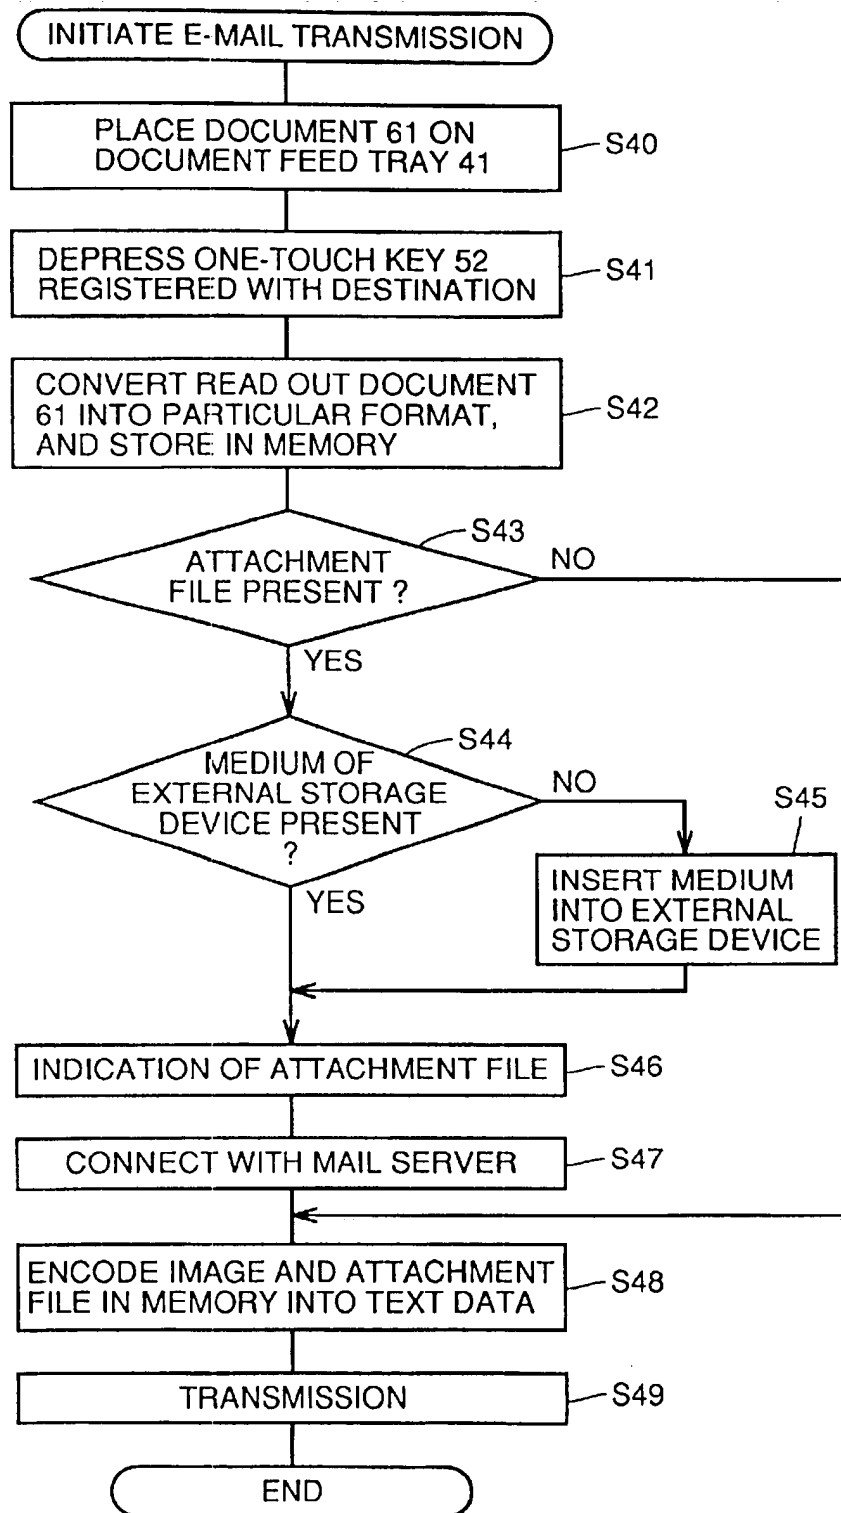 INITIATE E-MAIL TRANSMISSION
PLACE DOCUMENT 61 ON
DOCUMENT FEED TRAY 41
S40
DEPRESS ONE-TOUCH KEY 52
REGISTERED WITH DESTINATION
S41
CONVERT READ OUT DOCUMENT
61 INTO PARTICULAR FORMAT,
AND STORE IN MEMORY
S42
S43
ATTACHMENT
FILE PRESENT ?
NO
YES
S44
MEDIUM OF
EXTERNAL STORAGE
DEVICE PRESENT
?
NO
YES
S45
INSERT MEDIUM
INTO EXTERNAL
STORAGE DEVICE
INDICATION OF ATTACHMENT FILE
S46
CONNECT WITH MAIL SERVER
S47
ENCODE IMAGE AND ATTACHMENT
FILE IN MEMORY INTO TEXT DATA
S48
TRANSMISSION
S49
END